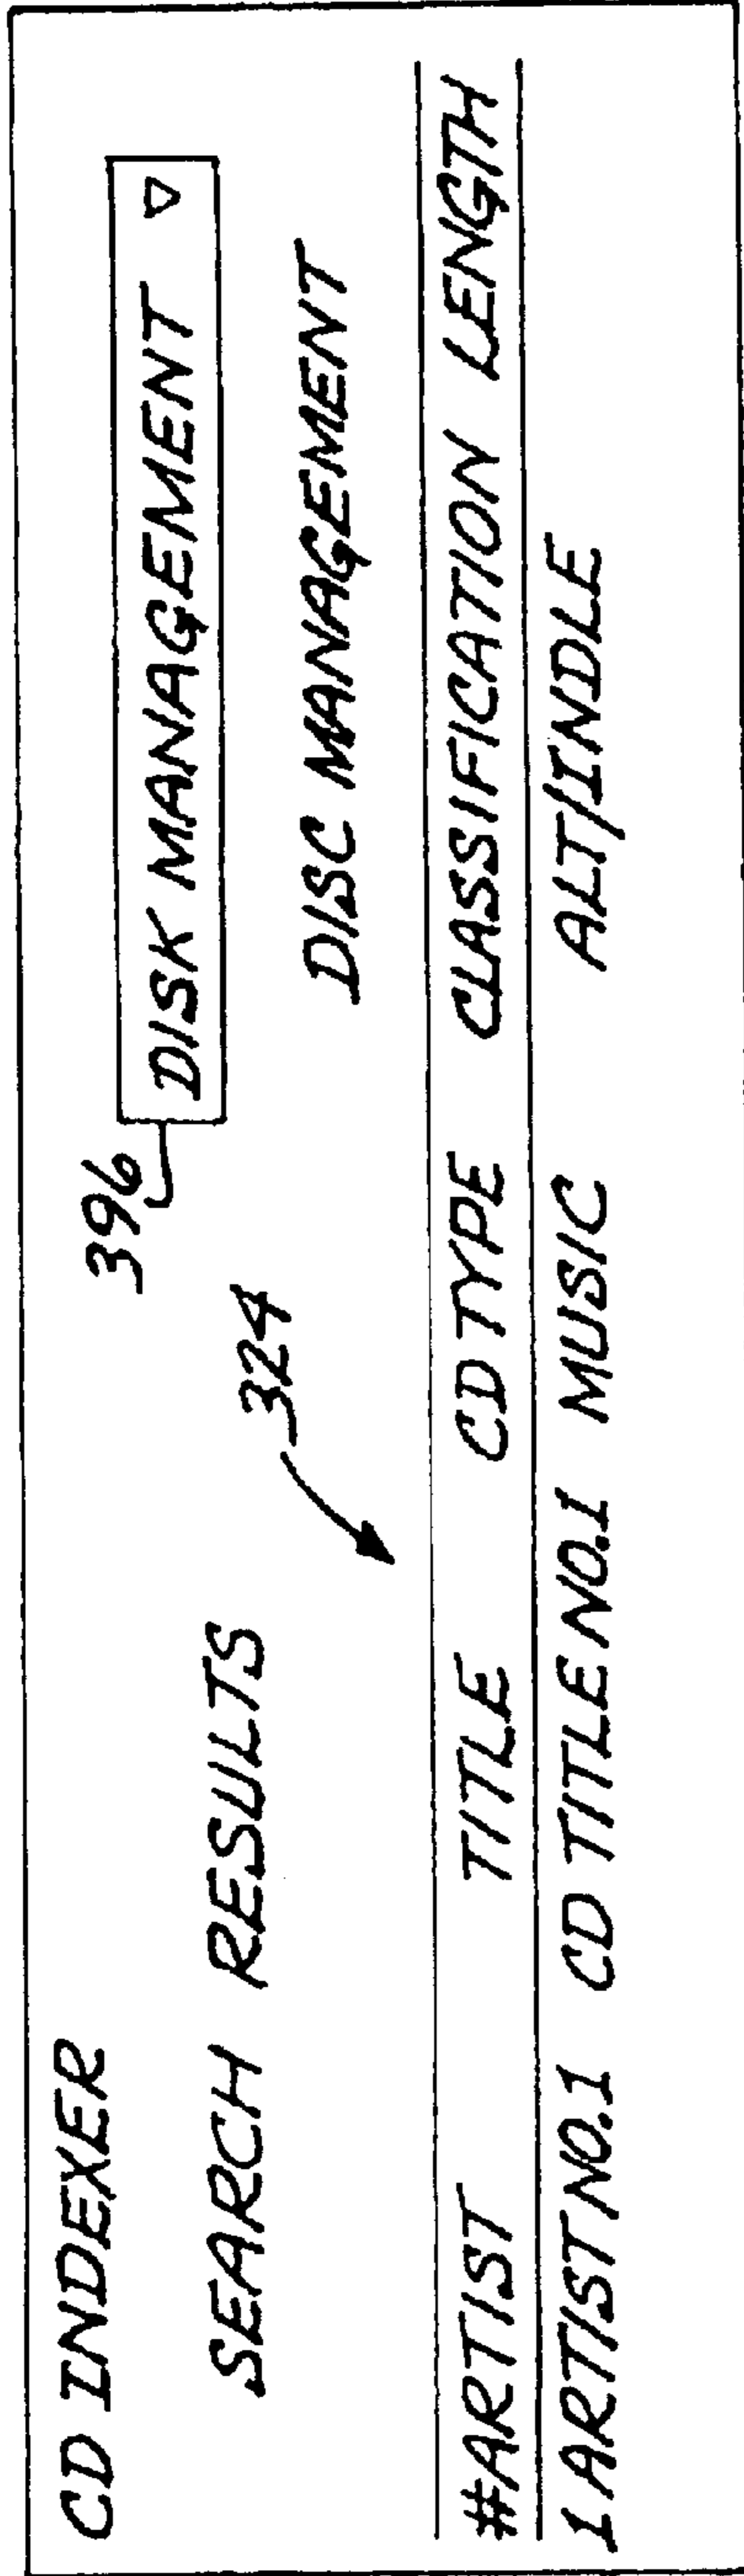 CD INDEXER
396
DISK MANAGEMENT
SEARCH RESULTS
324
DISC MANAGEMENT
#ARTIST TITLE CD TYPE CLASSIFICATION LENGTH
1 ARTIST NO.1 CD TITLE NO.1 MUSIC ALT/INDLE